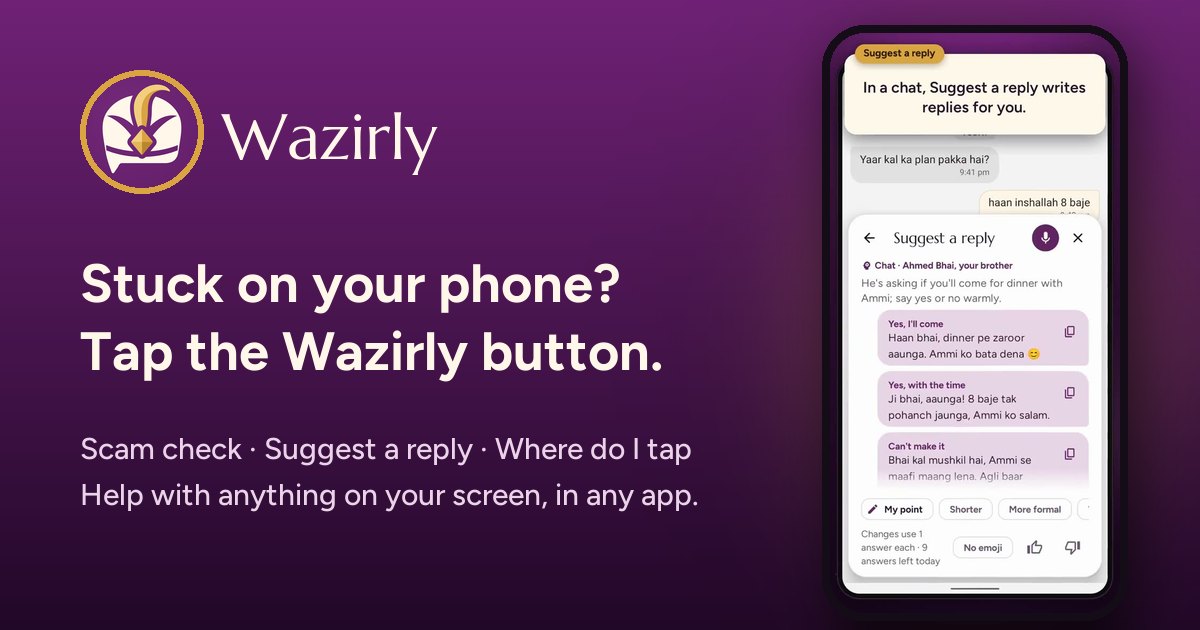 Wazirly
Stuck on your phone?
Tap the Wazirly button.
Scam check · Suggest a reply · Where do I tap
Help with anything on your screen, in any app.
Suggest a reply
In a chat, Suggest a reply writes
replies for you.
Yaar kal ka plan pakka hai?
9:41 pm
haan inshallah 8 baje
Suggest a reply
Chat · Ahmed Bhai, your brother
He's asking if you'll come for dinner with
Ammi; say yes or no warmly.
Yes, I'll come
Haan bhai, dinner pe zaroor
aaunga. Ammi ko bata dena 😊
Yes, with the time
Ji bhai, aaunga! 8 baje tak
pohanch jaunga, Ammi ko salam.
Can't make it
Bhai kal mushkil hai, Ammi se
maafi maang lena. Agli baar
My point
Shorter
More formal
Changes use 1
answer each · 9
answers left today
No emoji